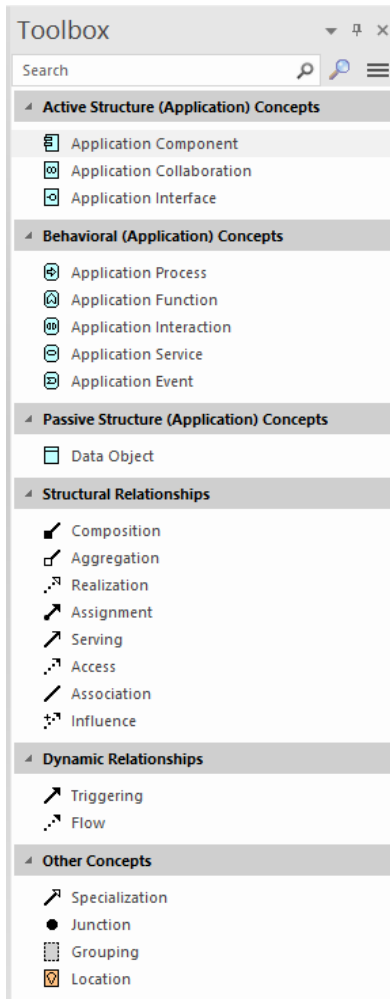 Toolbox
Search
Active Structure (Application) Concepts
Application Component
Application Collaboration
Application Interface
Behavioral (Application) Concepts
Application Process
Application Function
Application Interaction
Application Service
Application Event
Passive Structure (Application) Concepts
Data Object
Structural Relationships
Composition
Aggregation
Realization
Assignment
Serving
Access
Association
Influence
Dynamic Relationships
Triggering
Flow
Other Concepts
Specialization
Junction
Grouping
Location